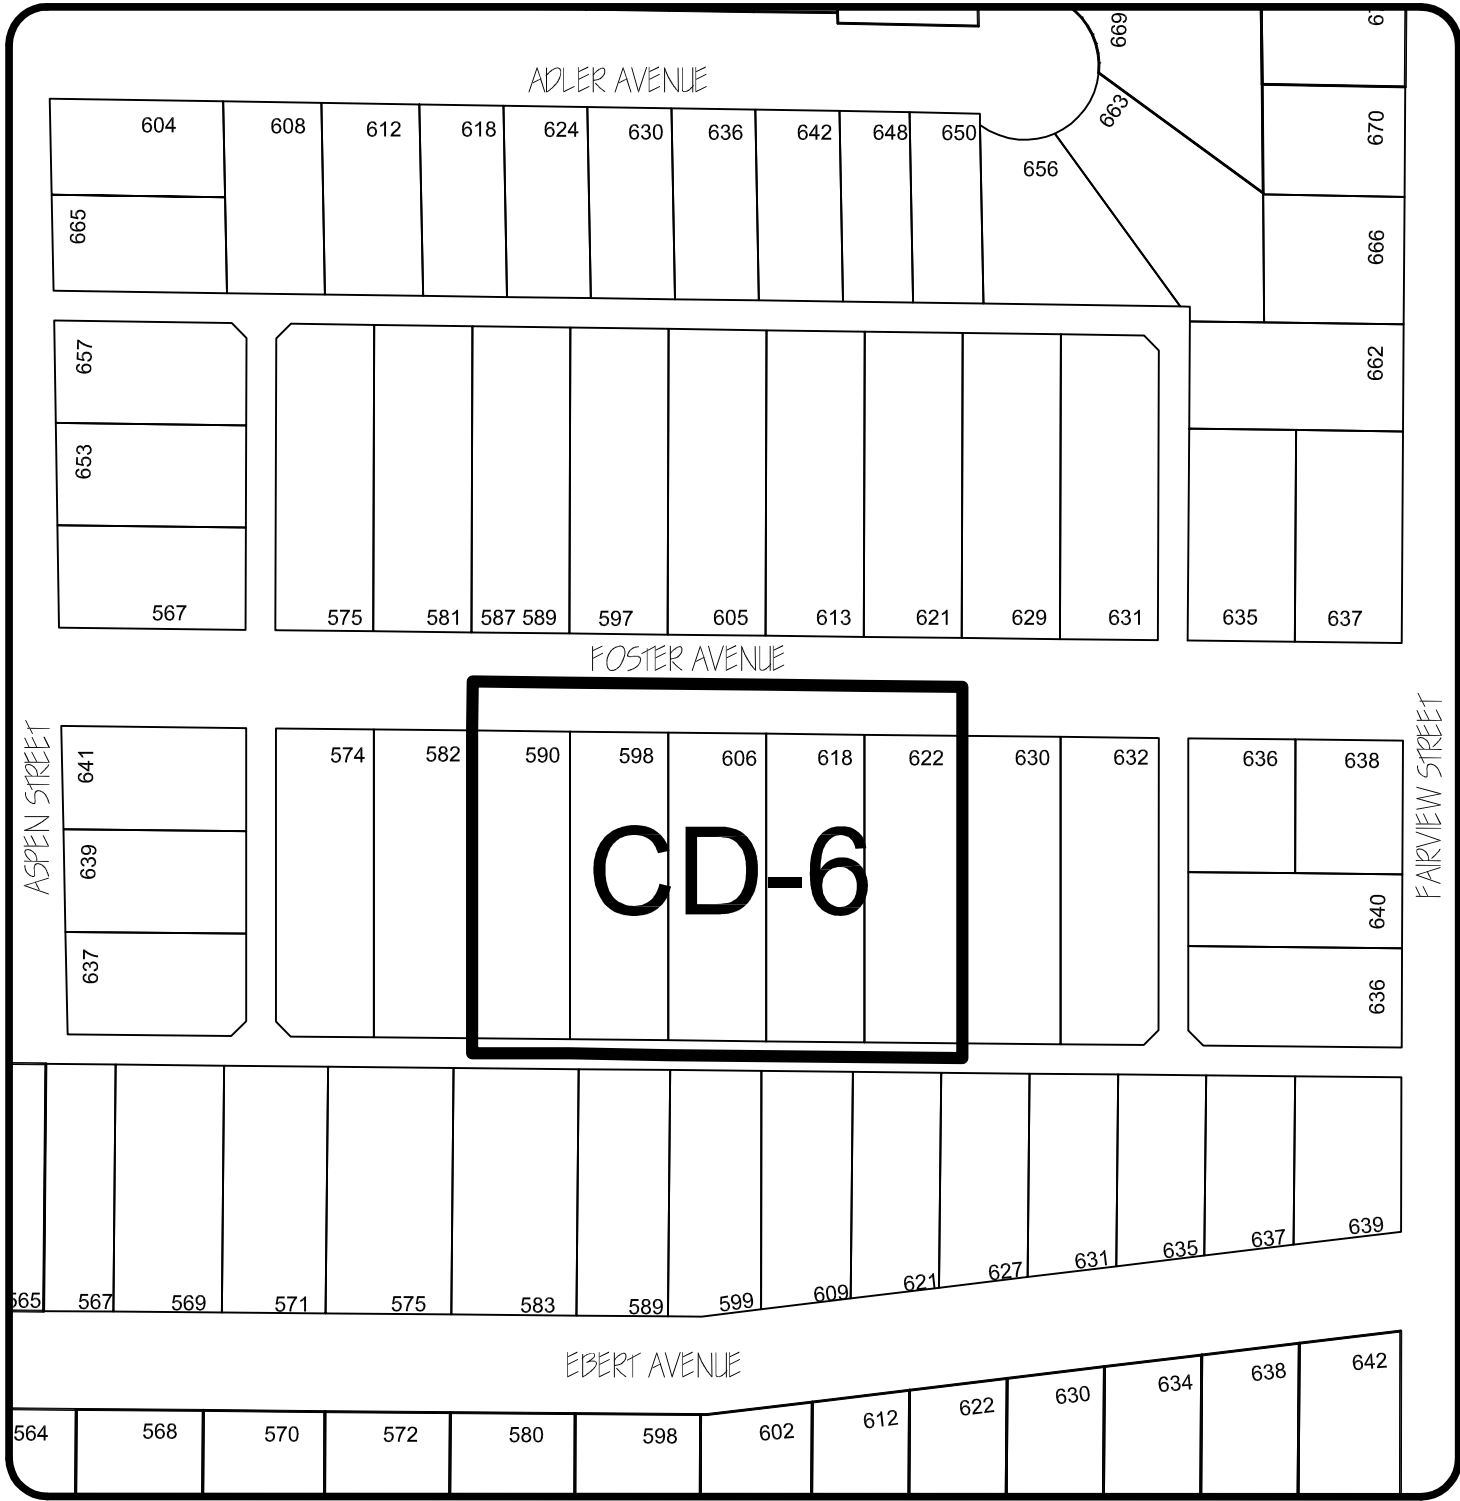 669
67
ADLER AVENUE
604 608 612 618 624 630 636 642 648 650
663
670
656
665
666
657
662
653
567 575 581 587 589 597 605 613 621 629 631 635 637
FOSTER AVENUE
ASPEN STREET
FAIRVIEW STREET
641 574 582 590 598 606 618 622 630 632 636 638
CD-6
639
640
637
636
565 567 569 571 575 583 589 599 609 621 627 631 635 637 639
EBERT AVENUE
564 568 570 572 580 598 602 612 622 630 634 638 642